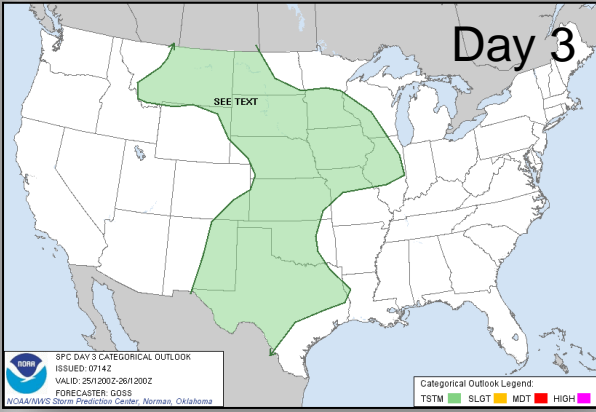 Day 3
SEE TEXT
NOAA
SPC DAY 3 CATEGORICAL OUTLOOK
ISSUED: 0714Z
VALID: 25/1200Z-26/1200Z
FORECASTER: GOSS
NOAA/NWS Storm Prediction Center, Norman, Oklahoma
Categorical Outlook Legend:
TSTM SLGT MDT HIGH